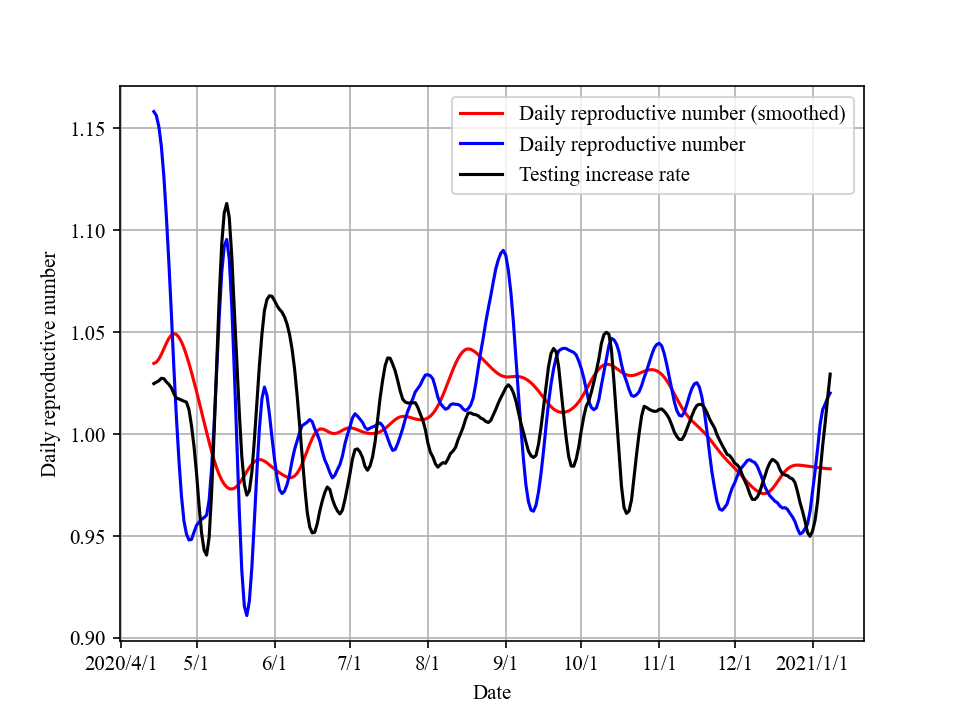 Daily reproductive number (smoothed)
Daily reproductive number
Testing increase rate
Daily reproductive number
1.15
1.10
1.05
1.00
0.95
0.90
2020/4/1 5/1 6/1 7/1 8/1 9/1 10/1 11/1 12/1 2021/1/1
Date